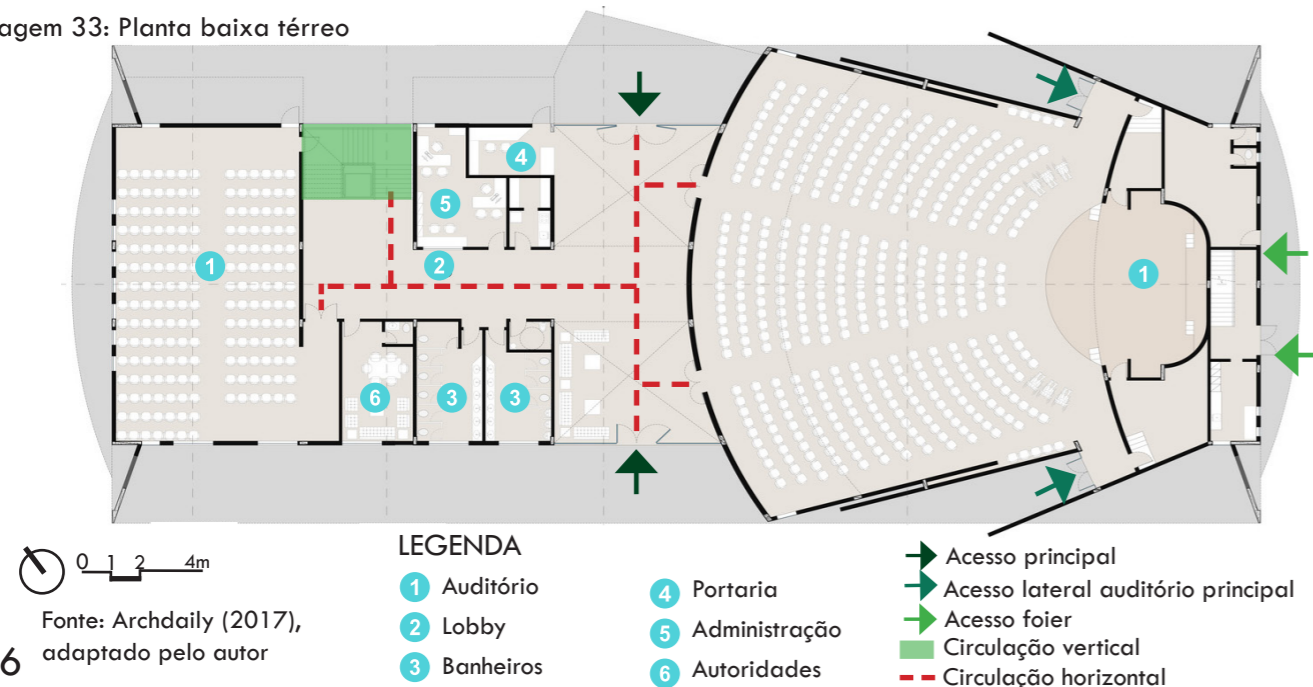 agem 33: Planta baixa térreo
4
5
2
1
1
6
3
3
0 1 2 4m
Fonte: Archdaily (2017),
adaptado pelo autor
6
LEGENDA
1 Auditório
2 Lobby
3 Banheiros
4 Portaria
5 Administração
6 Autoridades
Acesso principal
Acesso lateral auditório principal
Acesso foier
Circulação vertical
Circulação horizontal